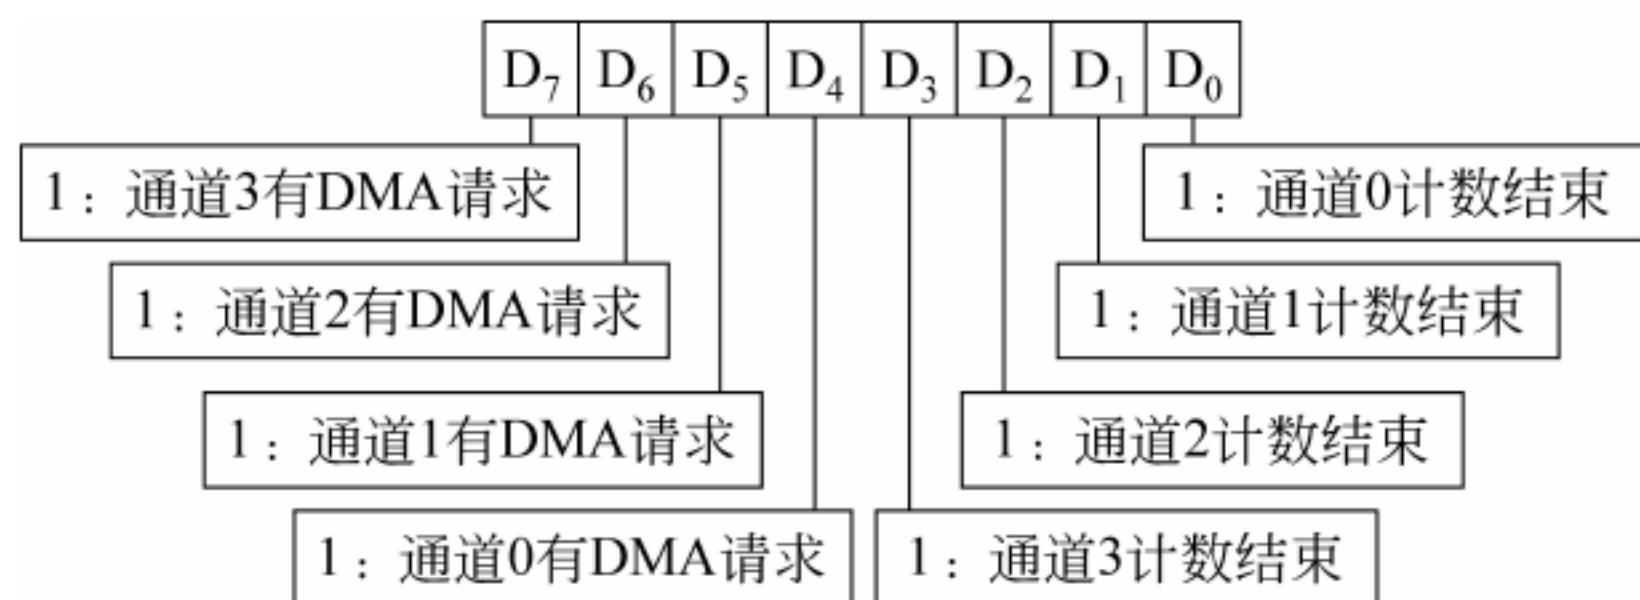 D₇ D₆ D₅ D₄ D₃ D₂ D₁ D₀
1：通道3有DMA请求
1：通道0计数结束
1：通道2有DMA请求
1：通道1计数结束
1：通道1有DMA请求
1：通道2计数结束
1：通道0有DMA请求
1：通道3计数结束